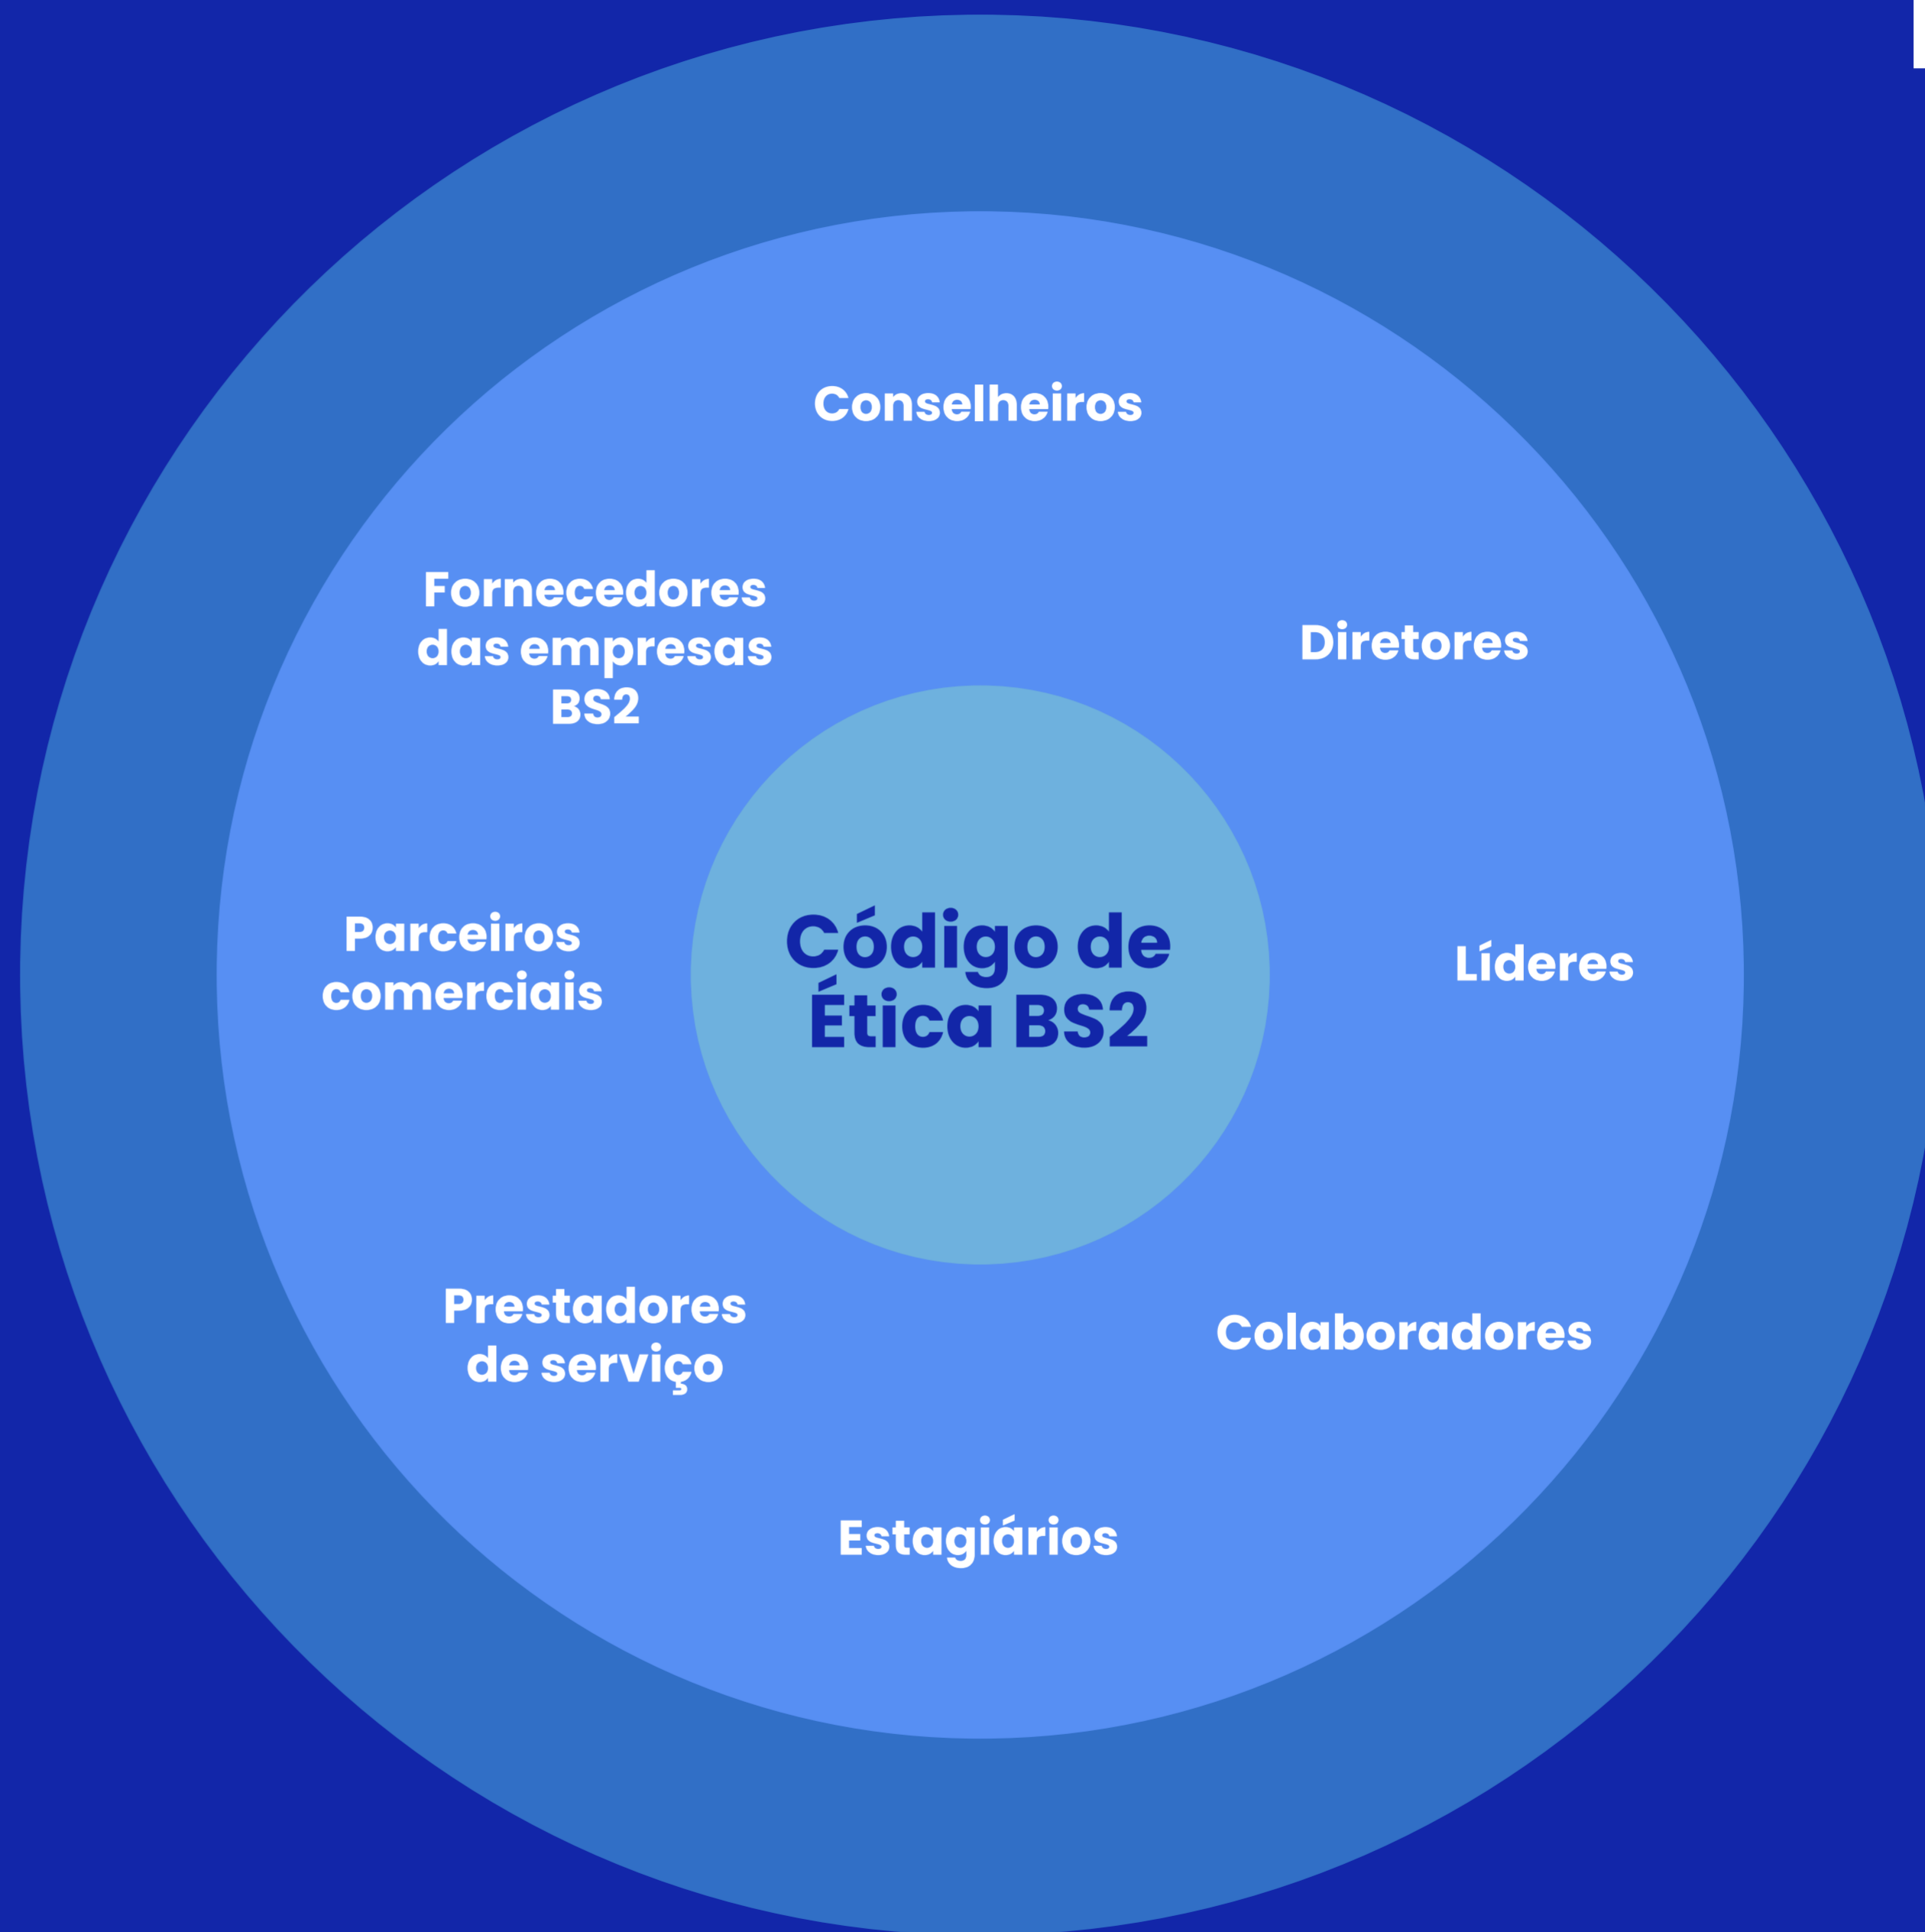 Conselheiros
Fornecedores
das empresas
BS2
Diretores
Parceiros
comerciais
Código de
Ética BS2
Líderes
Prestadores
de serviço
Colaboradores
Estagiários